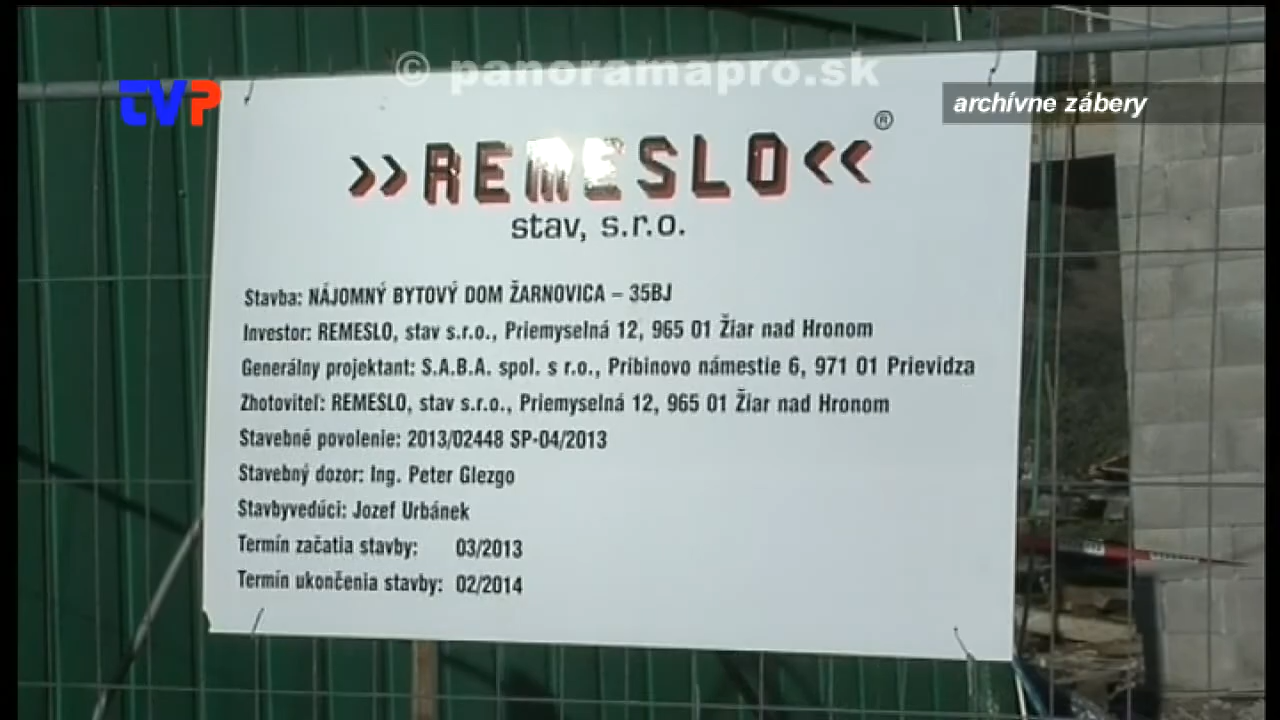 © panoramapro.sk
TVP
archívne zábery
»REMESLO« ®
stav, s.r.o.
Stavba: NÁJOMNÝ BYTOVÝ DOM ŽARNOVICA – 35BJ
Investor: REMESLO, stav s.r.o., Priemyselná 12, 965 01 Žiar nad Hronom
Generálny projektant: S.A.B.A. spol. s r.o., Pribinovo námestie 6, 971 01 Prievidza
Zhotoviteľ: REMESLO, stav s.r.o., Priemyselná 12, 965 01 Žiar nad Hronom
Stavebné povolenie: 2013/02448 SP-04/2013
Stavebný dozor: Ing. Peter Glezgo
Stavbyvedúci: Jozef Urbánek
Termín začatia stavby: 03/2013
Termín ukončenia stavby: 02/2014